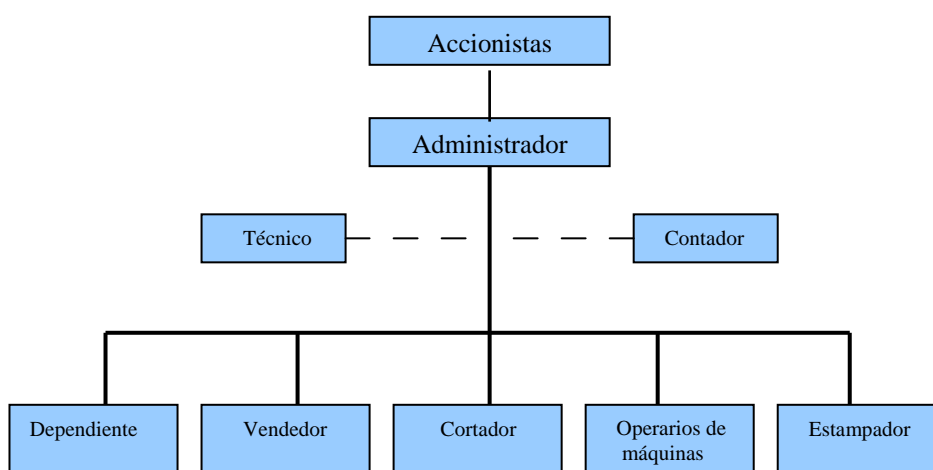 Accionistas
Administrador
Técnico
Contador
Dependiente
Vendedor
Cortador
Operarios de
máquinas
Estampador